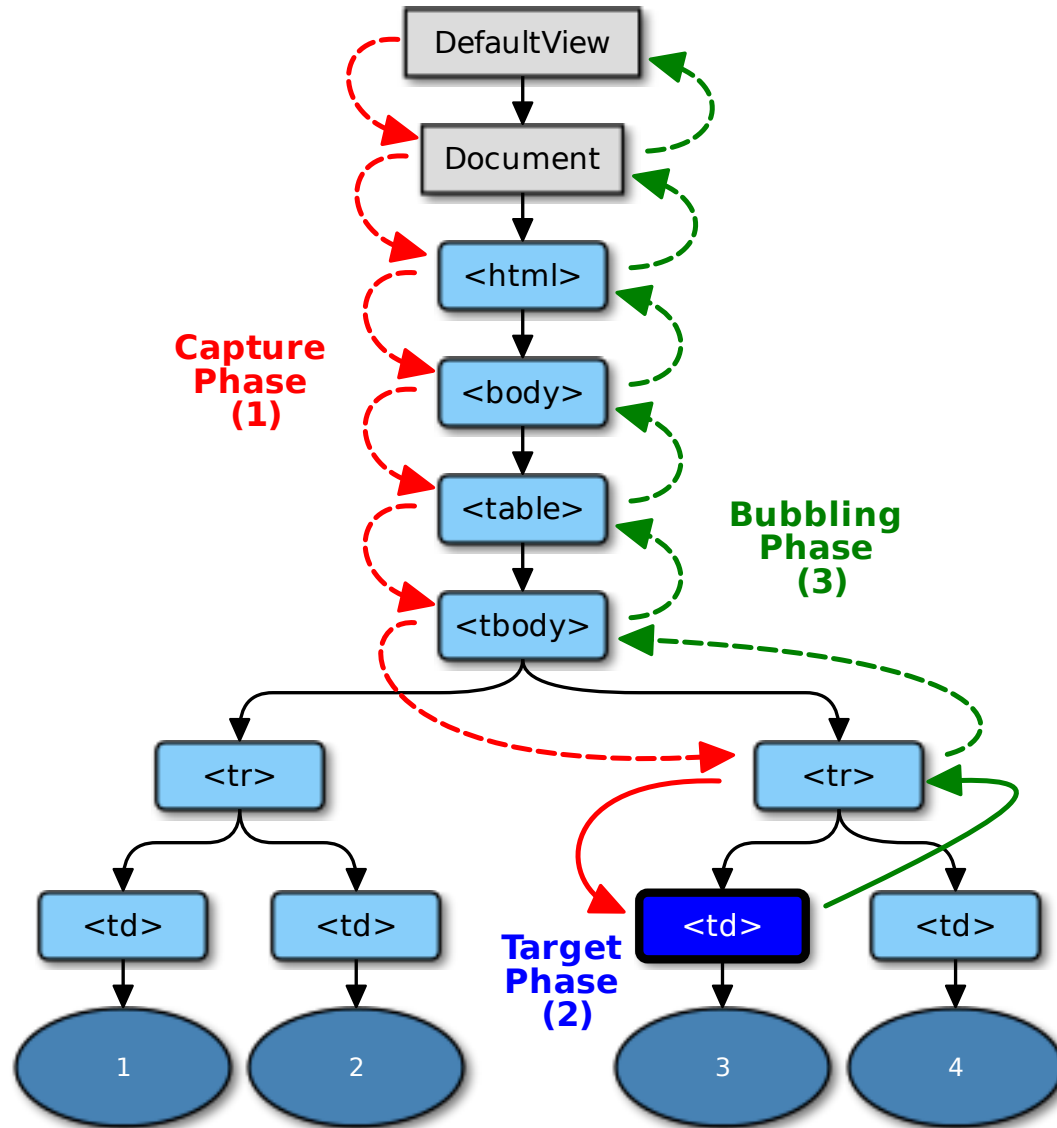 DefaultView
Document
<html>
Capture
Phase
(1)
<body>
<table>
Bubbling
Phase
(3)
<tbody>
<tr>
<tr>
<td>
<td>
<td>
<td>
Target
Phase
(2)
1
2
3
4